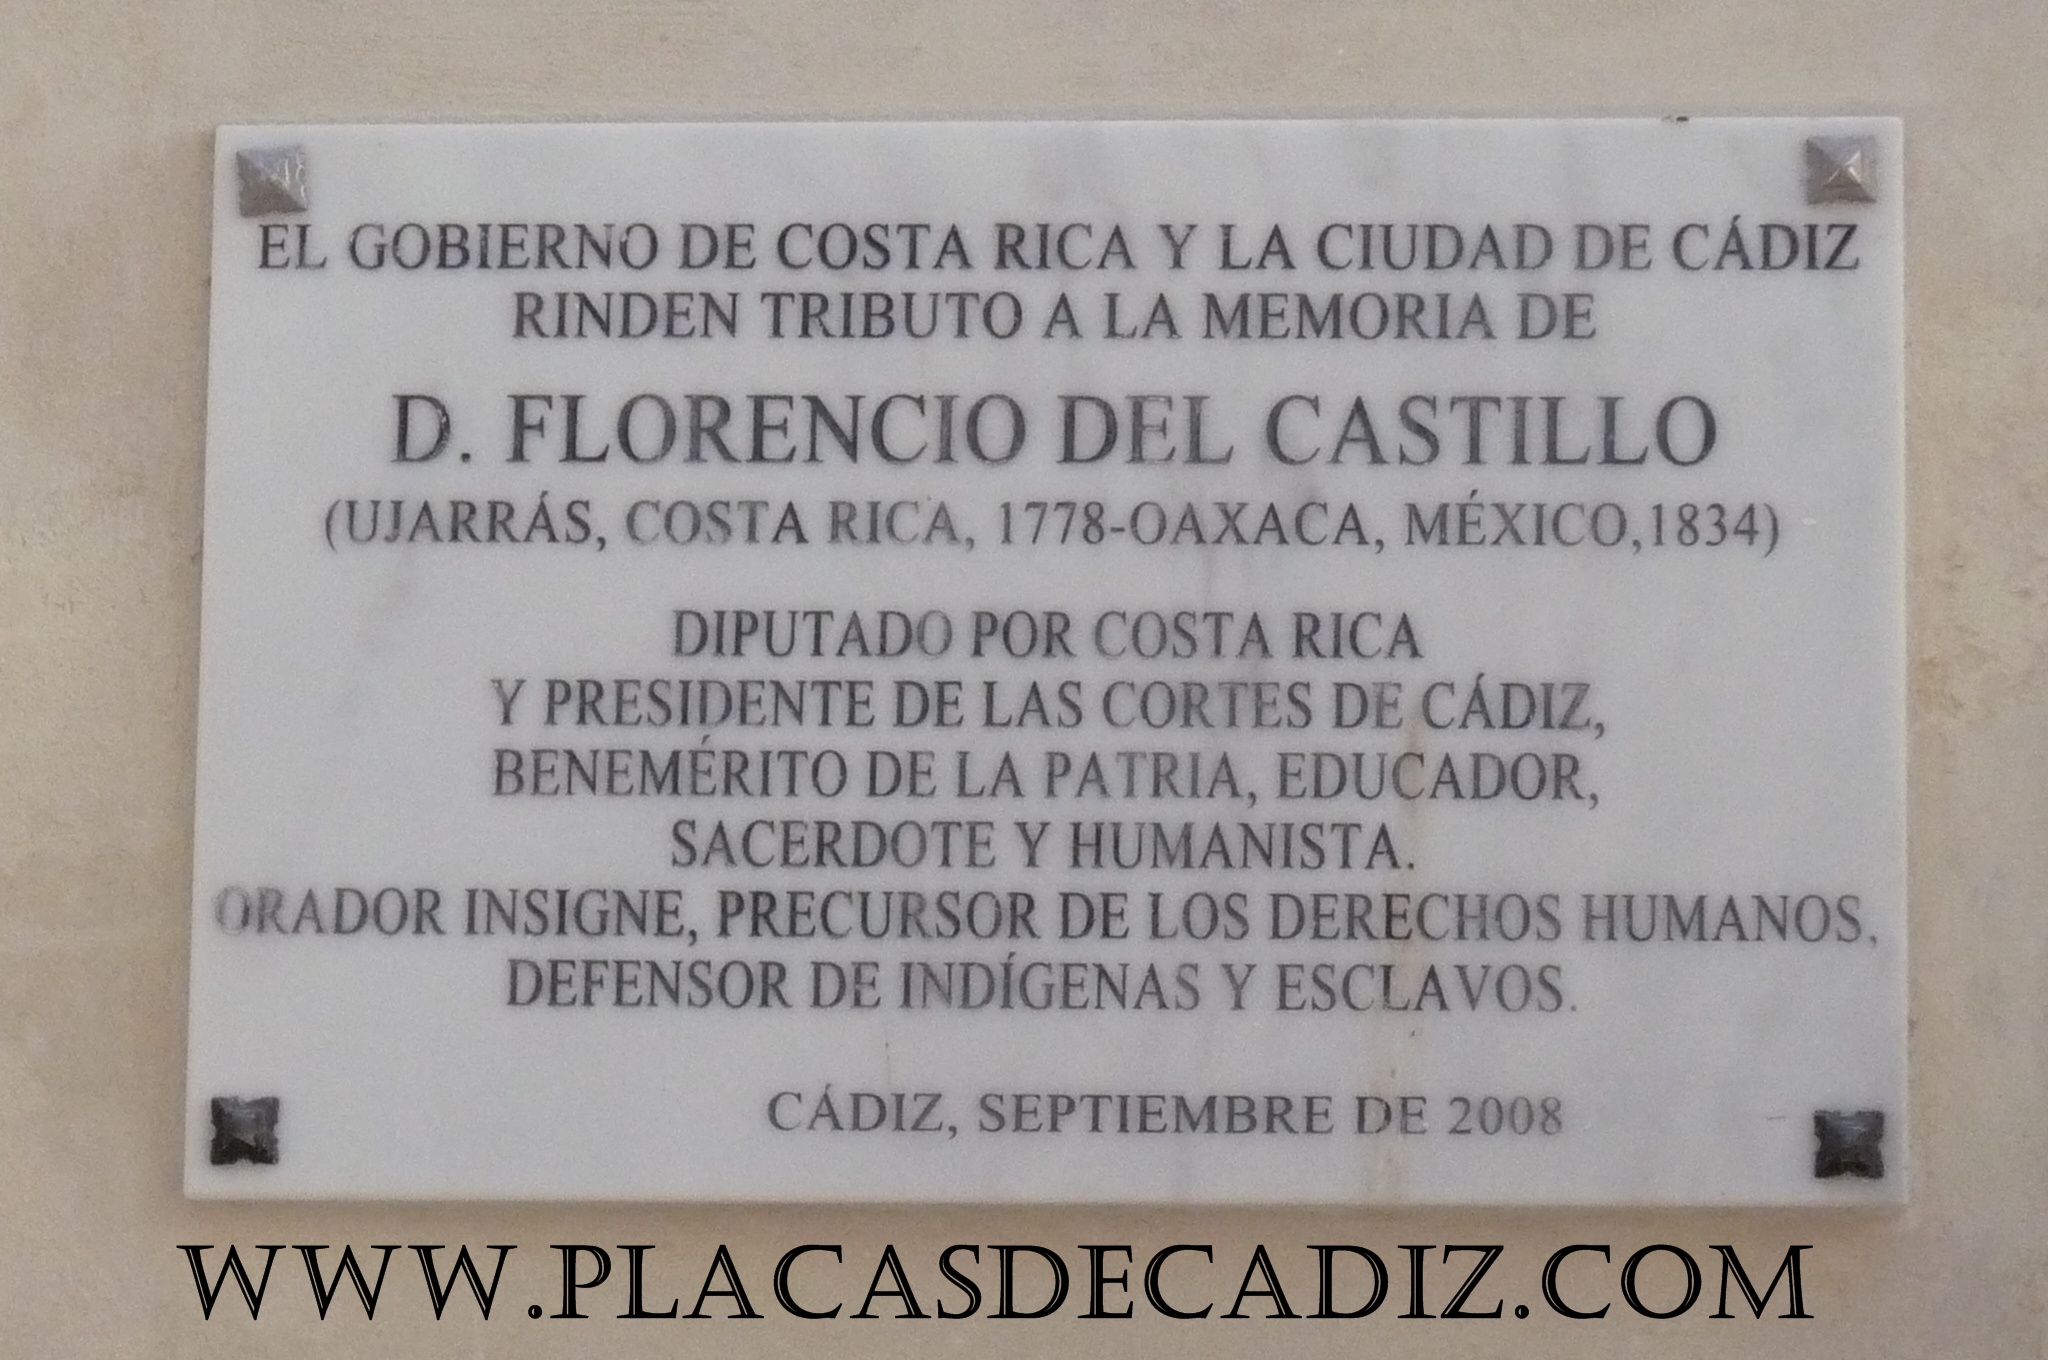 EL GOBIERNO DE COSTA RICA Y LA CIUDAD DE CÁDIZ
RINDEN TRIBUTO A LA MEMORIA DE
D. FLORENCIO DEL CASTILLO
(UJARRÁS, COSTA RICA, 1778-OAXACA, MÉXICO,1834)
DIPUTADO POR COSTA RICA
Y PRESIDENTE DE LAS CORTES DE CÁDIZ,
BENEMÉRITO DE LA PATRIA, EDUCADOR,
SACERDOTE Y HUMANISTA.
ORADOR INSIGNE, PRECURSOR DE LOS DERECHOS HUMANOS,
DEFENSOR DE INDÍGENAS Y ESCLAVOS.
CÁDIZ, SEPTIEMBRE DE 2008
WWW.PLACASDECADIZ.COM